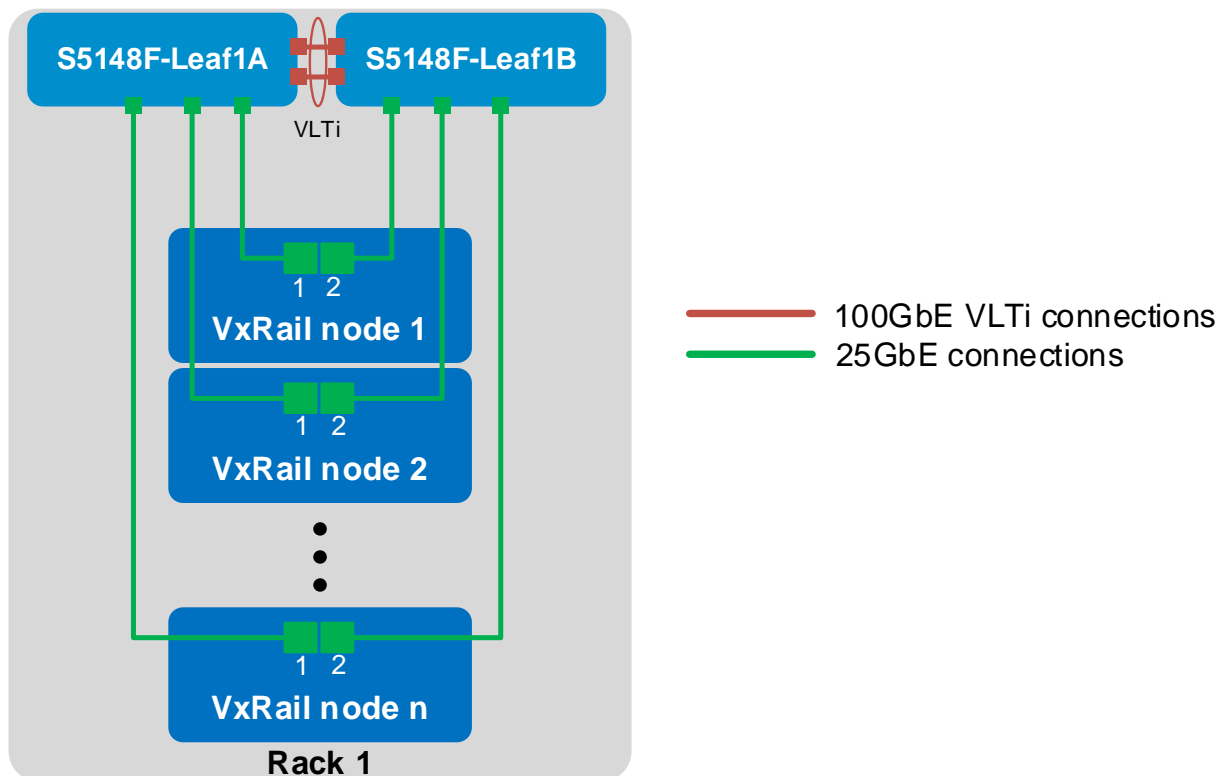 S5148F-Leaf1A
S5148F-Leaf1B
VLTi
1 2
VxRail node 1
1 2
VxRail node 2
1 2
VxRail node n
Rack 1
100GbE VLTi connections
25GbE connections